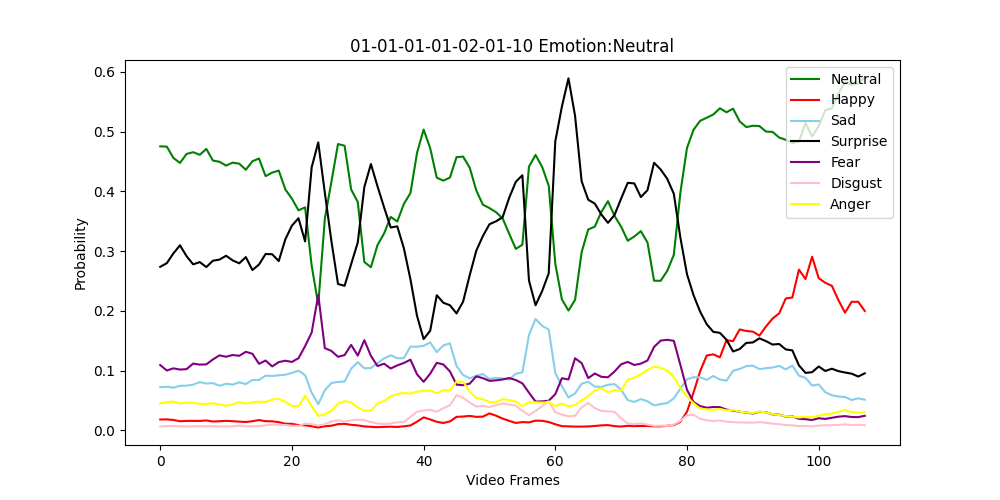 01-01-01-01-02-01-10 Emotion:Neutral
Probability
0.6
0.5
0.4
0.3
0.2
0.1
0.0
Neutral
Happy
Sad
Surprise
Fear
Disgust
Anger
0 20 40 60 80 100
Video Frames